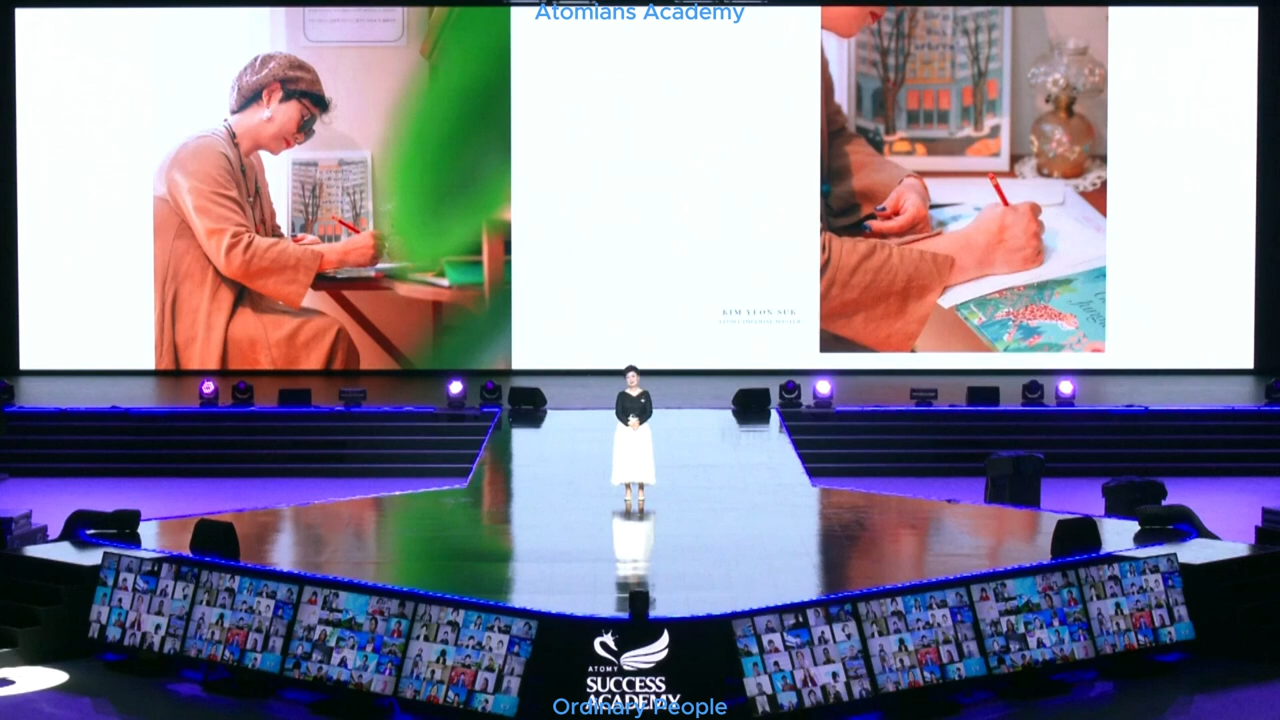 Atomians Academy
KIM YEON SUK
ATOMY
SUCCESS
ACADEMY
Ordinary People